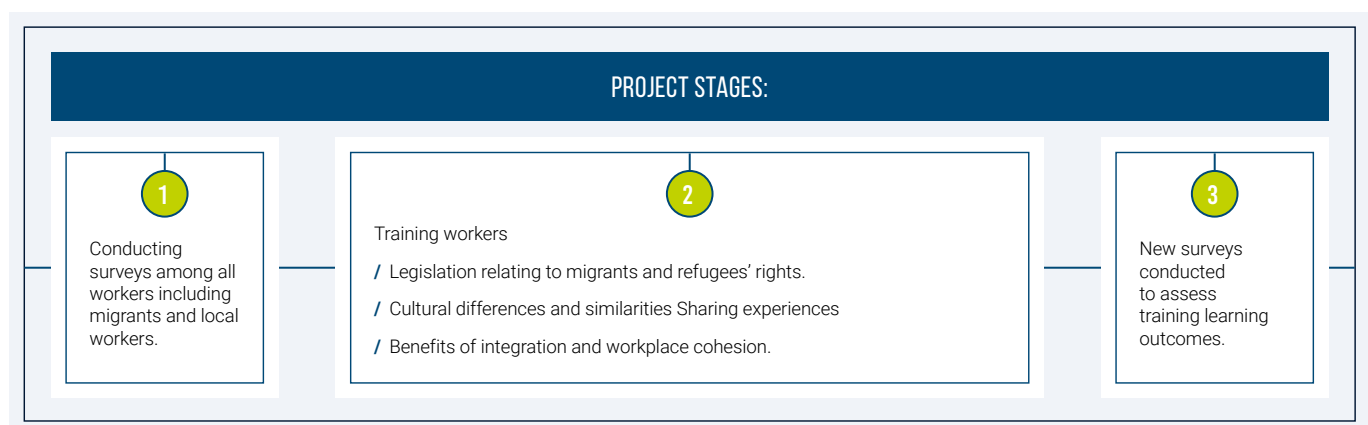 PROJECT STAGES:
1
Conducting
surveys among all
workers including
migrants and local
workers.
2
Training workers
/ Legislation relating to migrants and refugees’ rights.
/ Cultural differences and similarities Sharing experiences
/ Benefits of integration and workplace cohesion.
3
New surveys
conducted
to assess
training learning
outcomes.